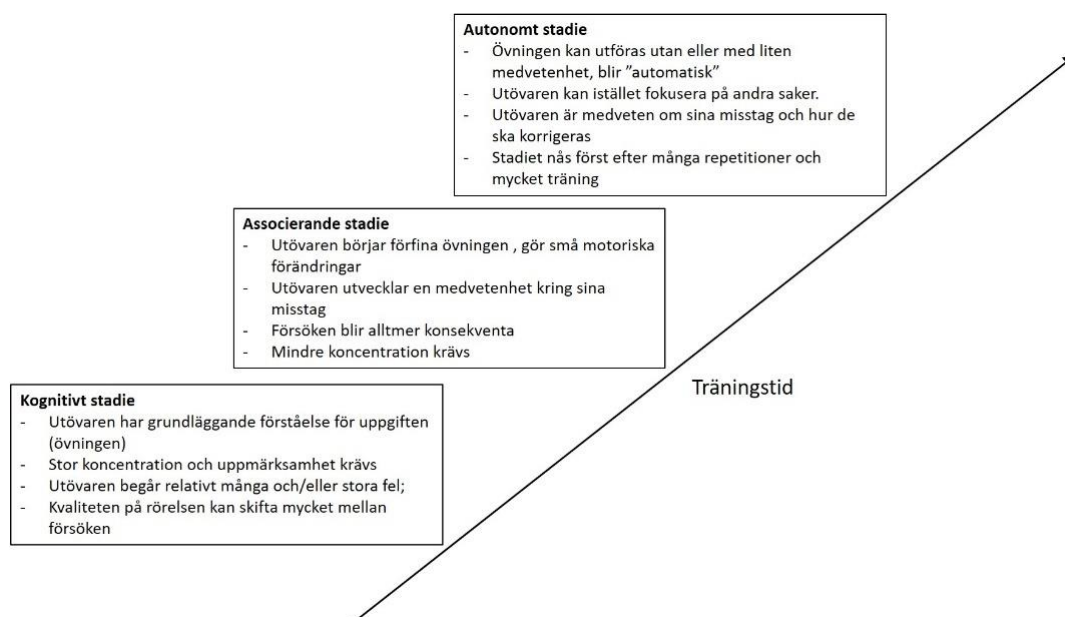 Autonomt stadie
- Övningen kan utföras utan eller med liten
medvetenhet, blir ”automatisk”
- Utövaren kan istället fokusera på andra saker.
- Utövaren är medveten om sina misstag och hur de
ska korrigeras
- Stadiet nås först efter många repetitioner och
mycket träning
Associerande stadie
- Utövaren börjar förfina övningen , gör små motoriska
förändringar
- Utövaren utvecklar en medvetenhet kring sina
misstag
- Försöken blir alltmer konsekventa
- Mindre koncentration krävs
Träningstid
Kognitivt stadie
- Utövaren har grundläggande förståelse för uppgiften
(övningen)
- Stor koncentration och uppmärksamhet krävs
- Utövaren begår relativt många och/eller stora fel;
- Kvaliteten på rörelsen kan skifta mycket mellan
försöken